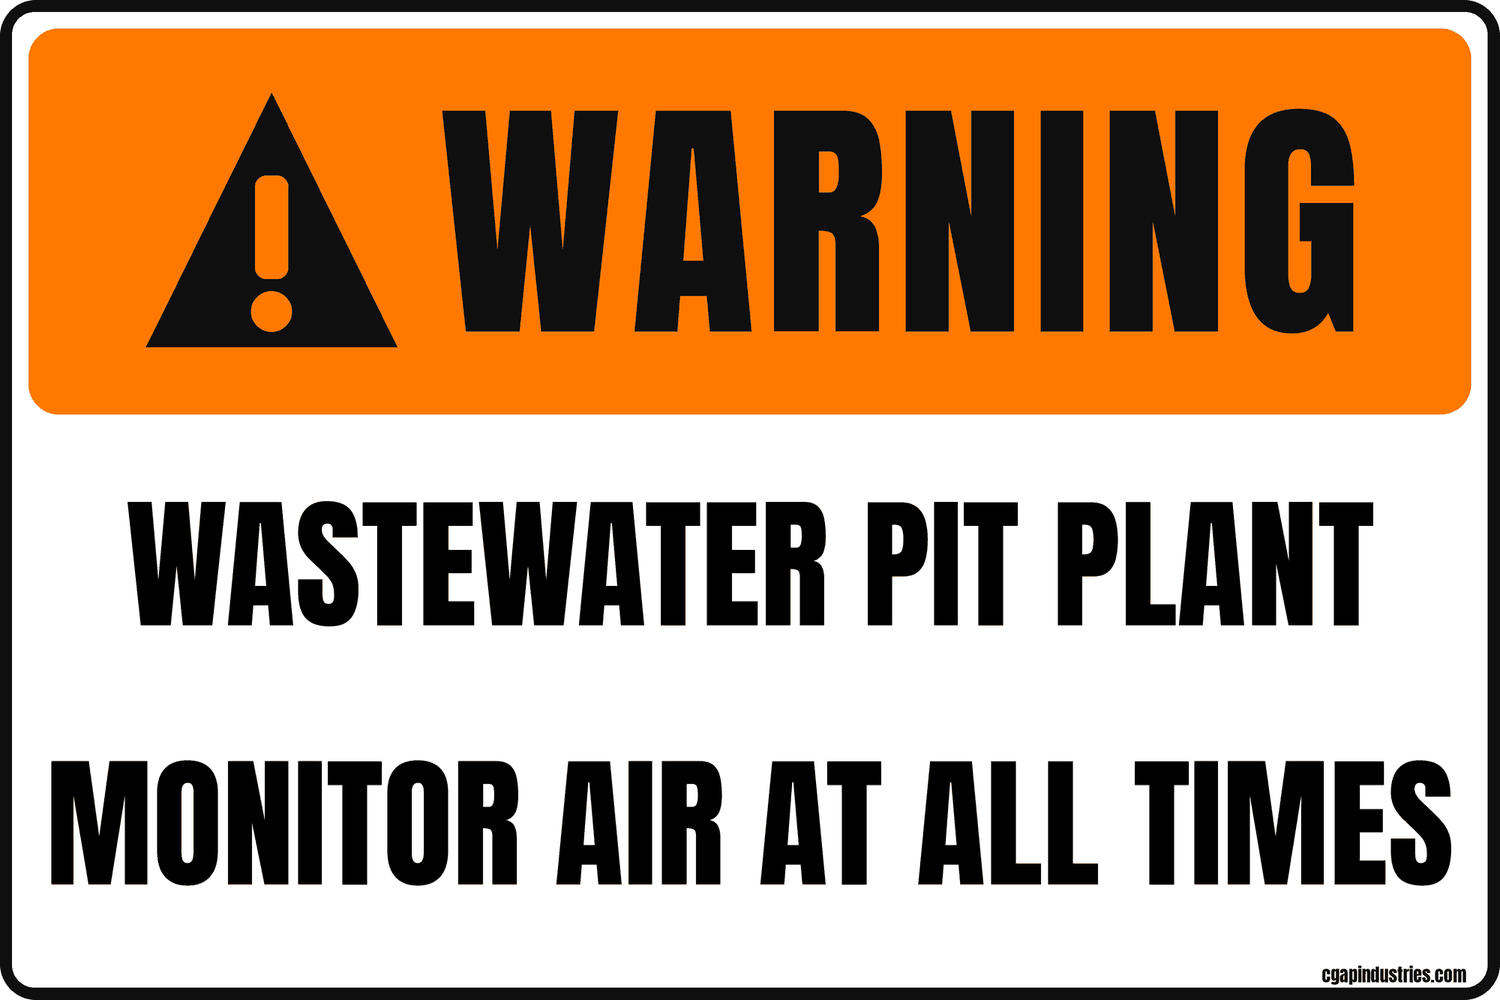 WARNING
WASTEWATER PIT PLANT
MONITOR AIR AT ALL TIMES
cgapindustries.com